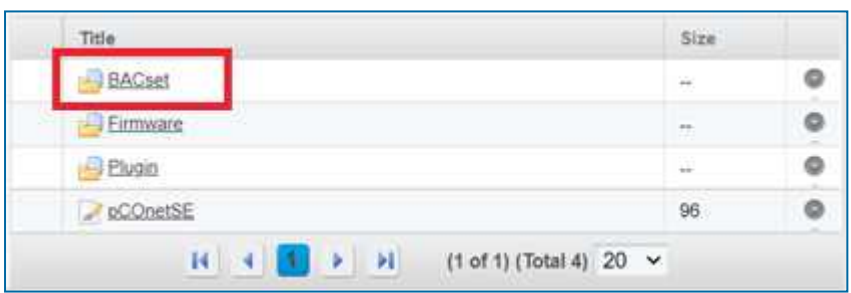 Title Size
BACset --
Firmware --
Plugin --
pCOnetSE 96
1 (1 of 1) (Total 4) 20